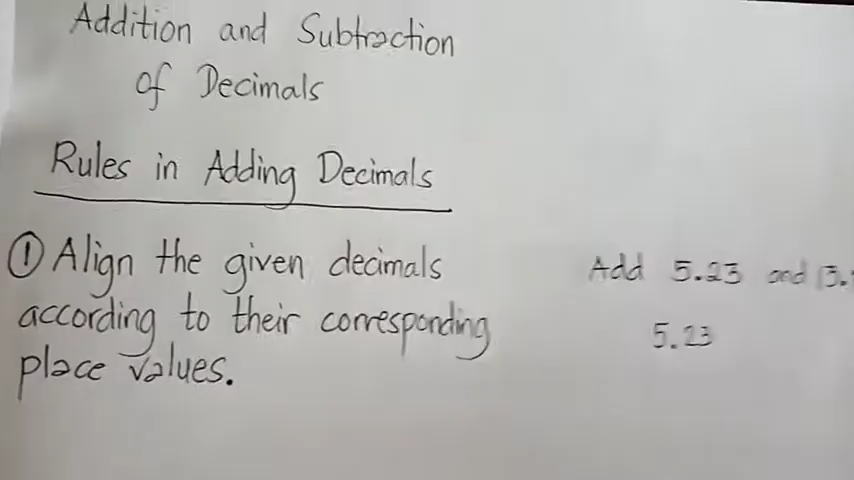 Addition and Subtraction
of Decimals
Rules in Adding Decimals
① Align the given decimals
according to their corresponding
place values.
Add 5.23 and 13.
5.23